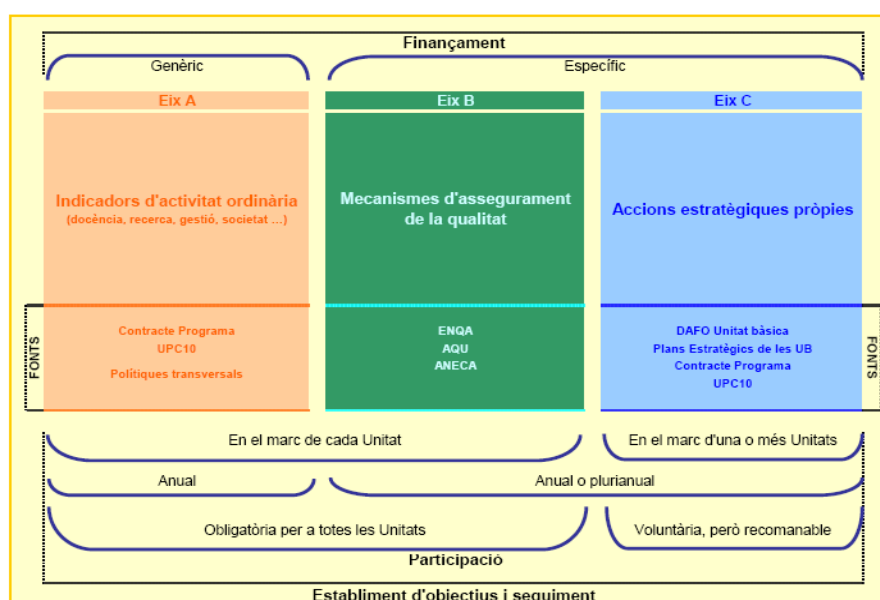 Finançament
Genèric
Específic
Eix A
Eix B
Eix C
Indicadors d'activitat ordinària
(docència, recerca, gestió, societat ...)
Mecanismes d'assegurament
de la qualitat
Accions estratègiques pròpies
FONTS
Contracte Programa
UPC10
Polítiques transversals
ENQA
AQU
ANECA
DAFO Unitat bàsica
Plans Estratègics de les UB
Contracte Programa
UPC10
FONTS
En el marc de cada Unitat
En el marc d'una o més Unitats
Anual
Anual o plurianual
Obligatòria per a totes les Unitats
Voluntària, però recomanable
Participació
Establiment d'objectius i seguiment